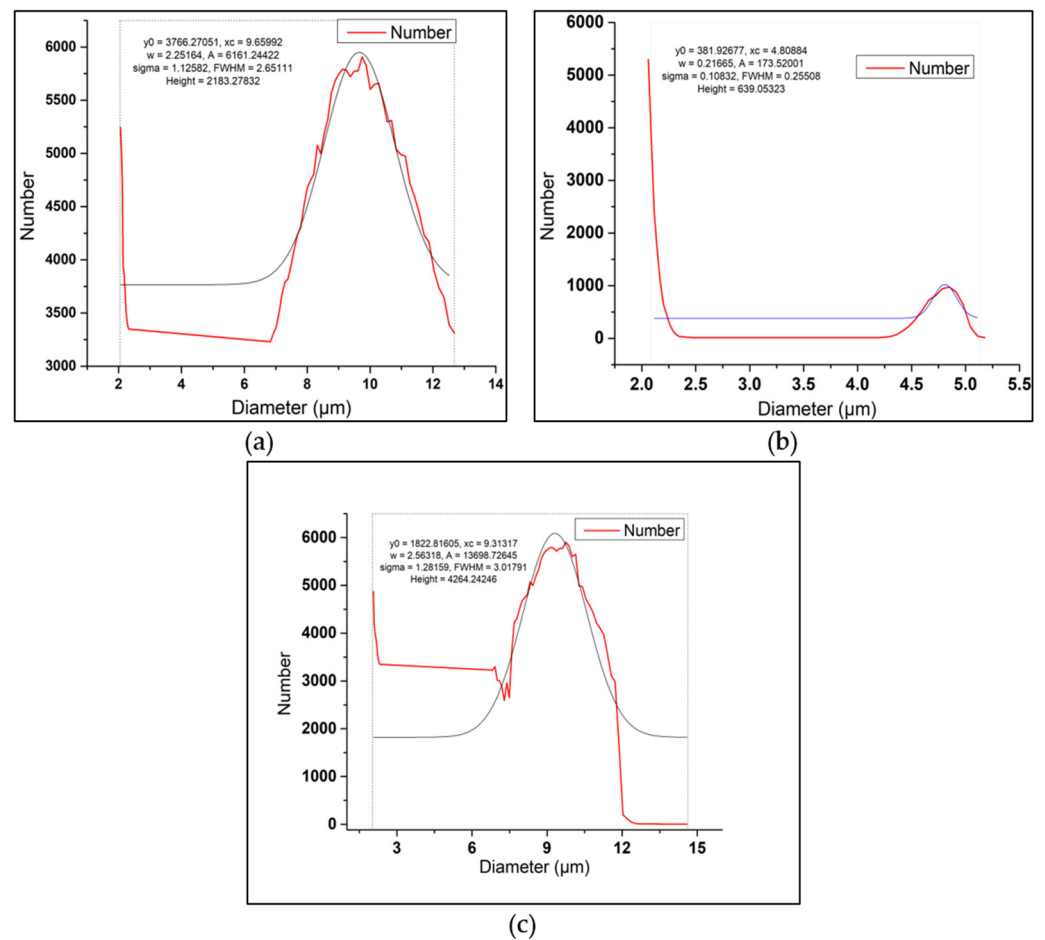 Number
y0 = 3766.27051, xc = 9.65992
w = 2.25164, A = 6161.24422
sigma = 1.12582, FWHM = 2.65111
Height = 2183.27832
6000
5500
5000
4500
4000
3500
3000
Number
2 4 6 8 10 12 14
Diameter (µm)
(a)
Number
y0 = 381.92677, xc = 4.80884
w = 0.21665, A = 173.52001
sigma = 0.10832, FWHM = 0.25508
Height = 639.05323
6000
5000
4000
3000
2000
1000
0
Number
2.0 2.5 3.0 3.5 4.0 4.5 5.0 5.5
Diameter (µm)
(b)
Number
y0 = 1822.81605, xc = 9.31317
w = 2.56318, A = 13698.72645
sigma = 1.28159, FWHM = 3.01791
Height = 4264.24246
6000
5000
4000
3000
2000
1000
0
Number
3 6 9 12 15
Diameter (µm)
(c)